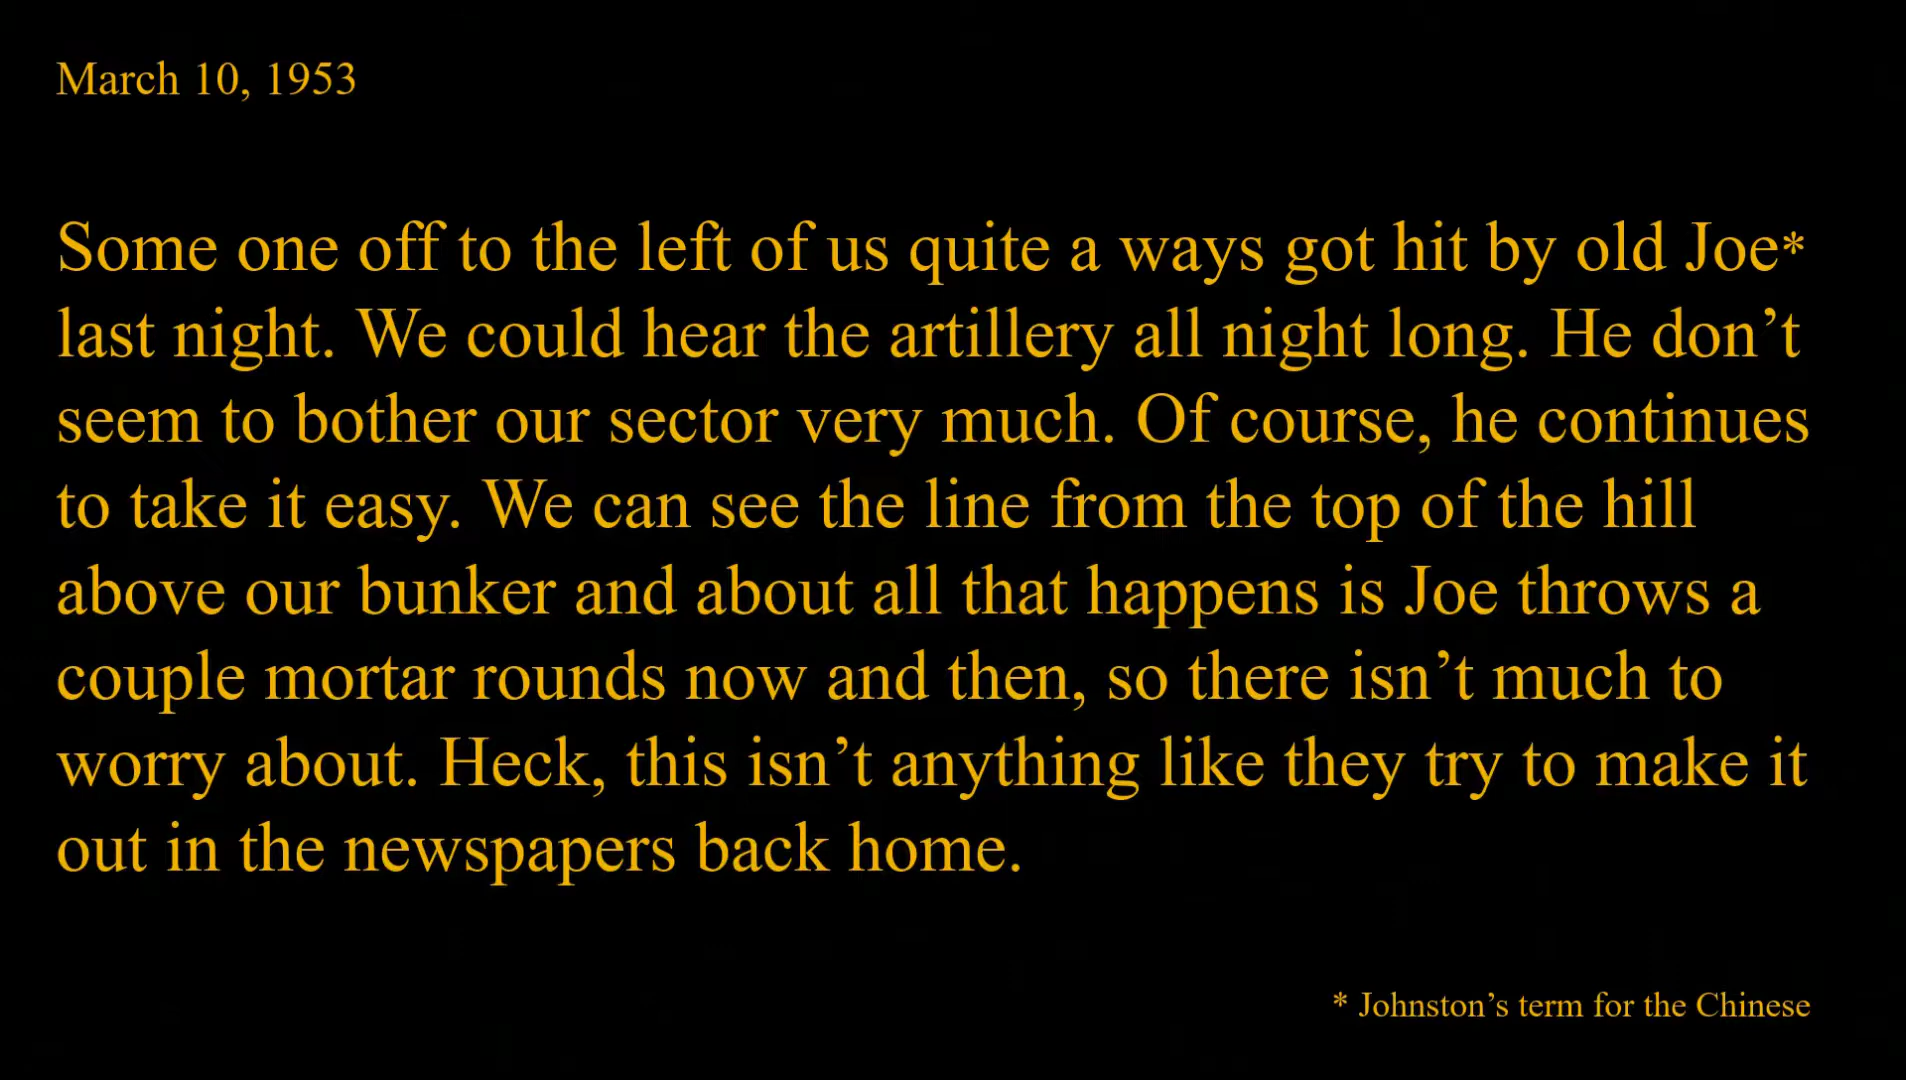 March 10, 1953
Some one off to the left of us quite a ways got hit by old Joe*
last night. We could hear the artillery all night long. He don’t
seem to bother our sector very much. Of course, he continues
to take it easy. We can see the line from the top of the hill
above our bunker and about all that happens is Joe throws a
couple mortar rounds now and then, so there isn’t much to
worry about. Heck, this isn’t anything like they try to make it
out in the newspapers back home.
* Johnston’s term for the Chinese